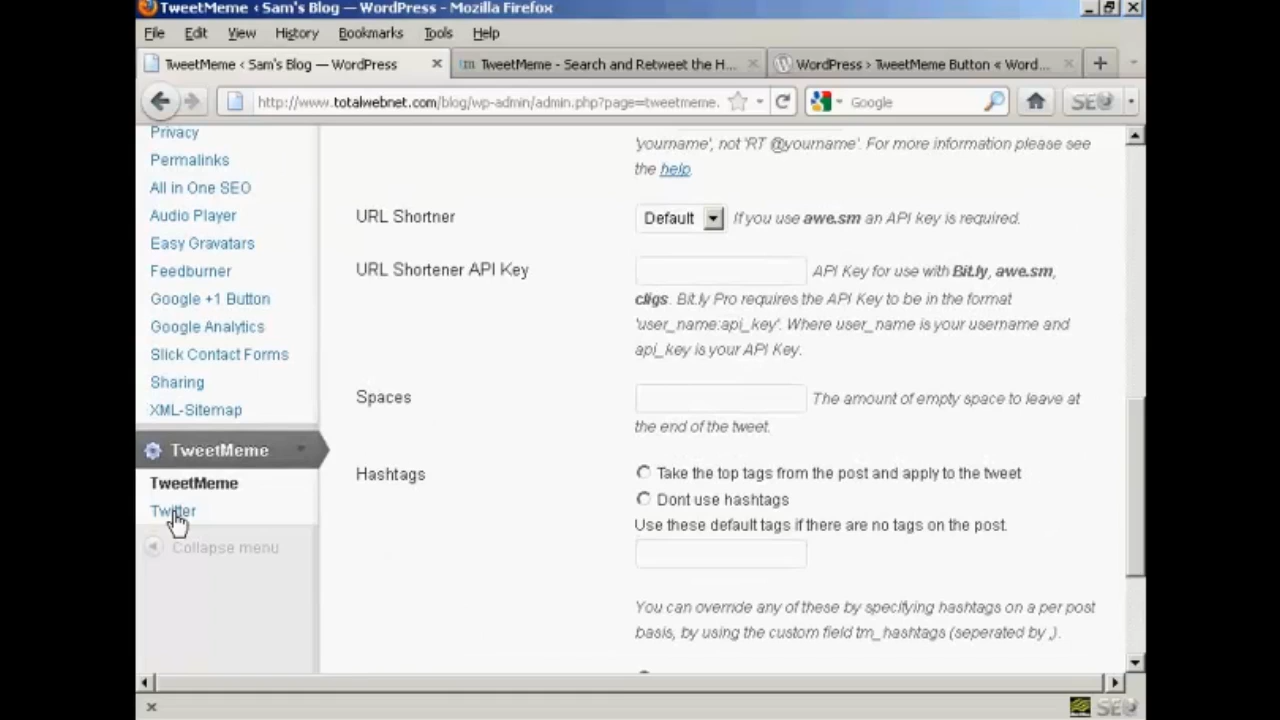 TweetMeme ‹ Sam's Blog — WordPress - Mozilla Firefox
File Edit View History Bookmarks Tools Help
TweetMeme ‹ Sam's Blog — WordPress
TweetMeme - Search and Retweet the H...
WordPress › TweetMeme Button « Word...
http://www.totalwebnet.com/blog/wp-admin/admin.php?page=tweetmeme.
Google
SEO
Privacy
Permalinks
All in One SEO
Audio Player
Easy Gravatars
Feedburner
Google +1 Button
Google Analytics
Slick Contact Forms
Sharing
XML-Sitemap
TweetMeme
TweetMeme
Twitter
Collapse menu
'yourname', not 'RT @yourname'. For more information please see
the help.
URL Shortner
Default
If you use awe.sm an API key is required.
URL Shortener API Key
API Key for use with Bit.ly, awe.sm,
cligs. Bit.ly Pro requires the API Key to be in the format
'user_name:api_key'. Where user_name is your username and
api_key is your API Key.
Spaces
The amount of empty space to leave at
the end of the tweet.
Hashtags
Take the top tags from the post and apply to the tweet
Dont use hashtags
Use these default tags if there are no tags on the post.
You can override any of these by specifying hashtags on a per post
basis, by using the custom field tm_hashtags (seperated by ,).
SEO